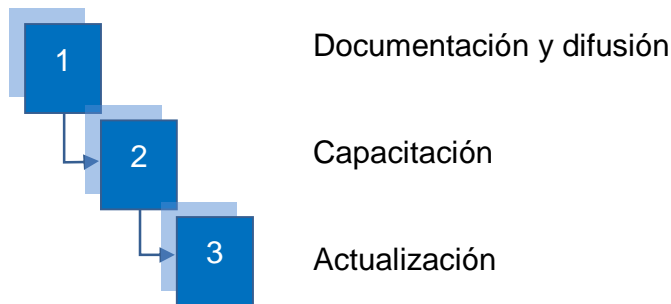 1
Documentación y difusión
2
Capacitación
3
Actualización